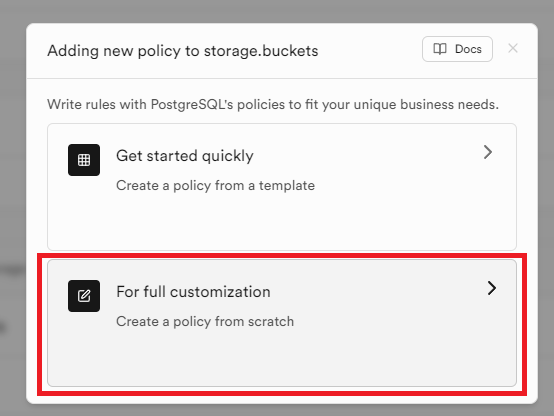 Adding new policy to storage.buckets
Docs
Write rules with PostgreSQL's policies to fit your unique business needs.
Get started quickly
Create a policy from a template
For full customization
Create a policy from scratch